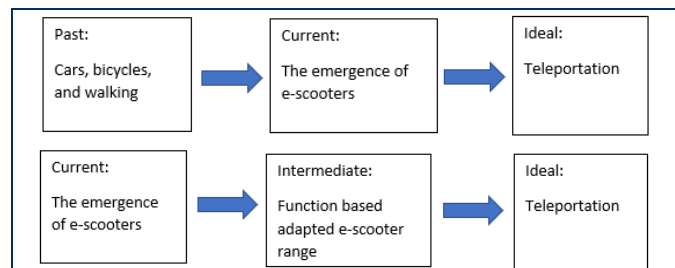 Past:
Cars, bicycles,
and walking
Current:
The emergence of
e-scooters
Ideal:
Teleportation
Current:
The emergence
of e-scooters
Intermediate:
Function based
adapted e-scooter
range
Ideal:
Teleportation